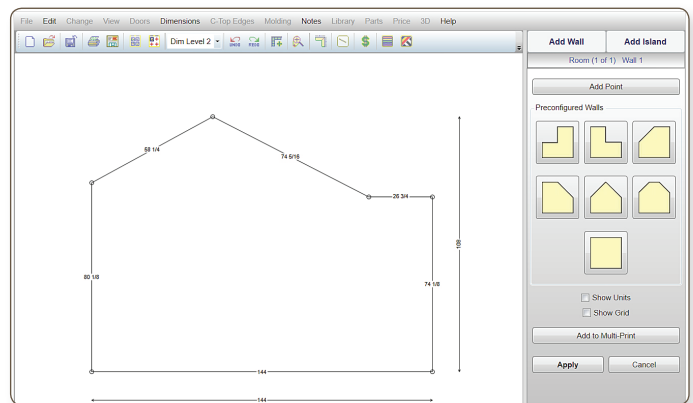 File Edit Change View Doors Dimensions C-Top Edges Molding Notes Library Parts Price 3D Help
Dim Level 2
UNDO REDO
Add Wall Add Island
Room (1 of 1) Wall 1
Add Point
Preconfigured Walls
68 1/4
74 5/16
26 3/4
80 1/8
108
74 1/8
144
144
Show Units
Show Grid
Add to Multi-Print
Apply Cancel